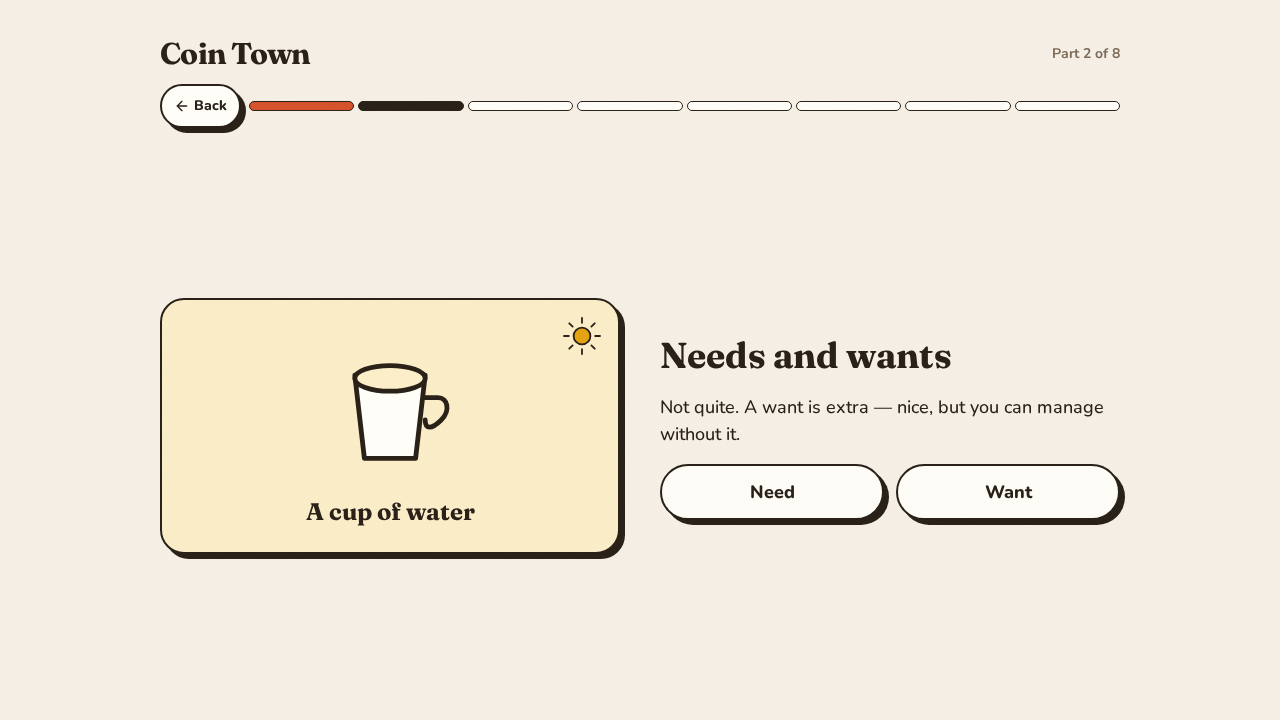 Coin Town
Part 2 of 8
Back
A cup of water
Needs and wants
Not quite. A want is extra — nice, but you can manage
without it.
Need
Want